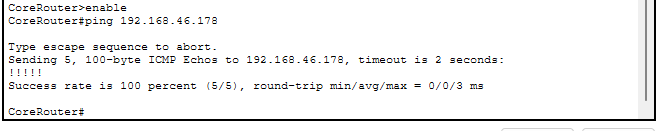 CoreRouter>enable
CoreRouter#ping 192.168.46.178
Type escape sequence to abort.
Sending 5, 100-byte ICMP Echos to 192.168.46.178, timeout is 2 seconds:
!!!!!
Success rate is 100 percent (5/5), round-trip min/avg/max = 0/0/3 ms
CoreRouter#